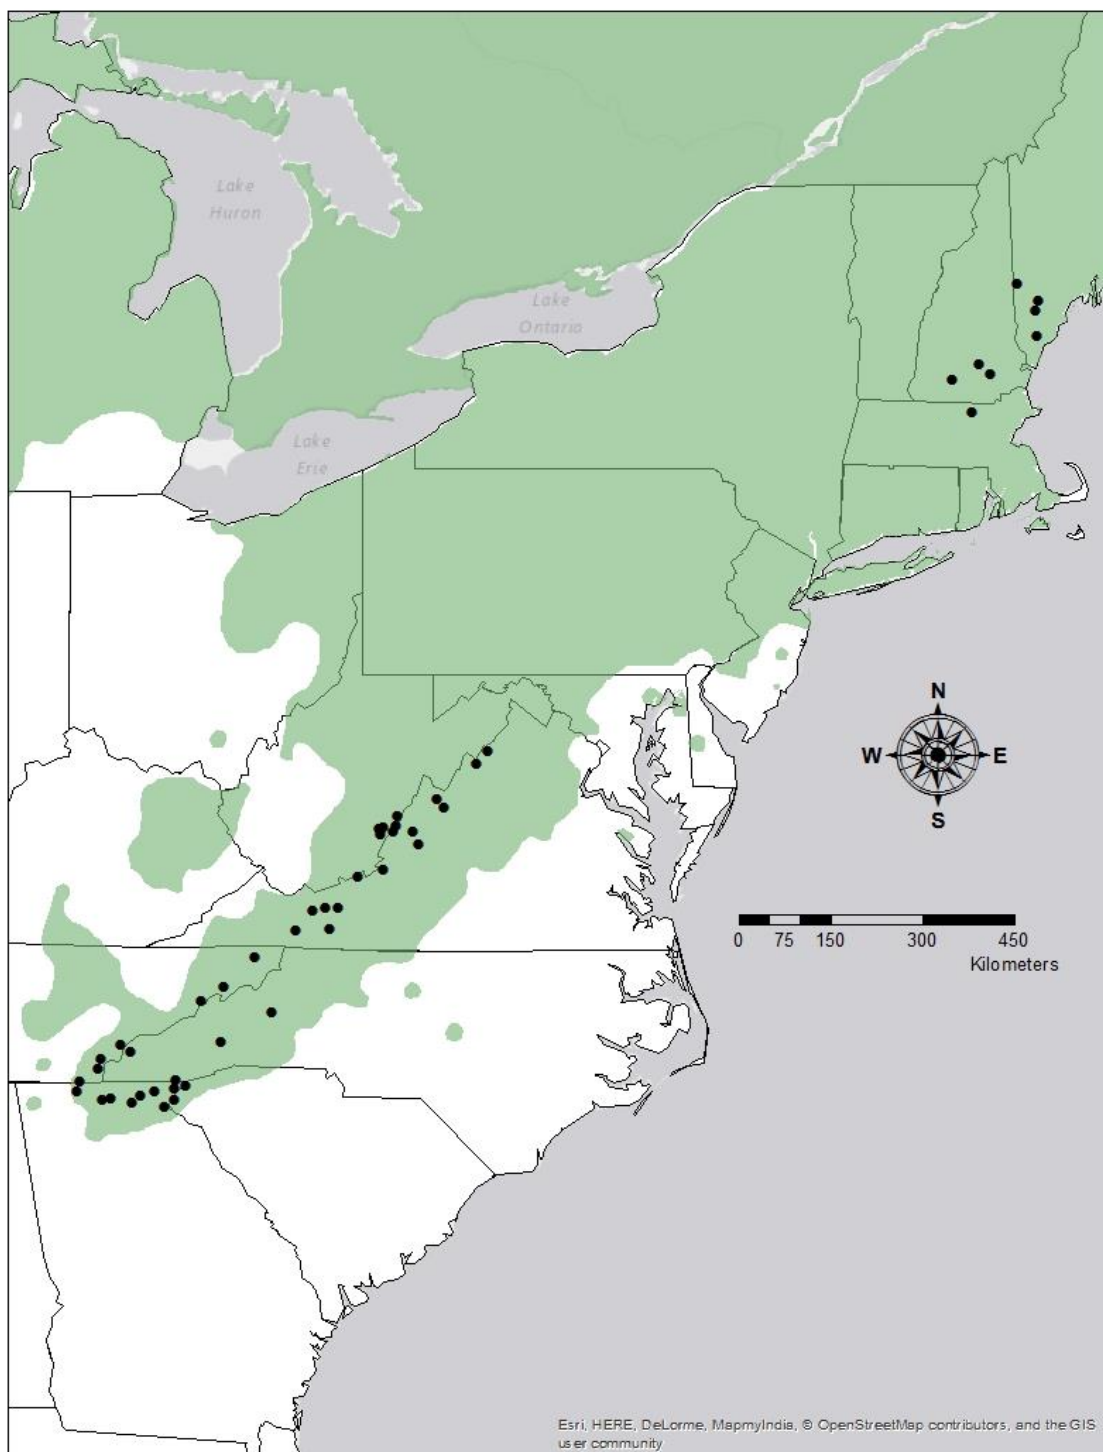 Lake
Huron
Lake
Ontario
Lake
Erie
N
W E
S
0 75 150 300 450
Kilometers
Esri, HERE, DeLorme, MapmyIndia, © OpenStreetMap contributors, and the GIS
user community